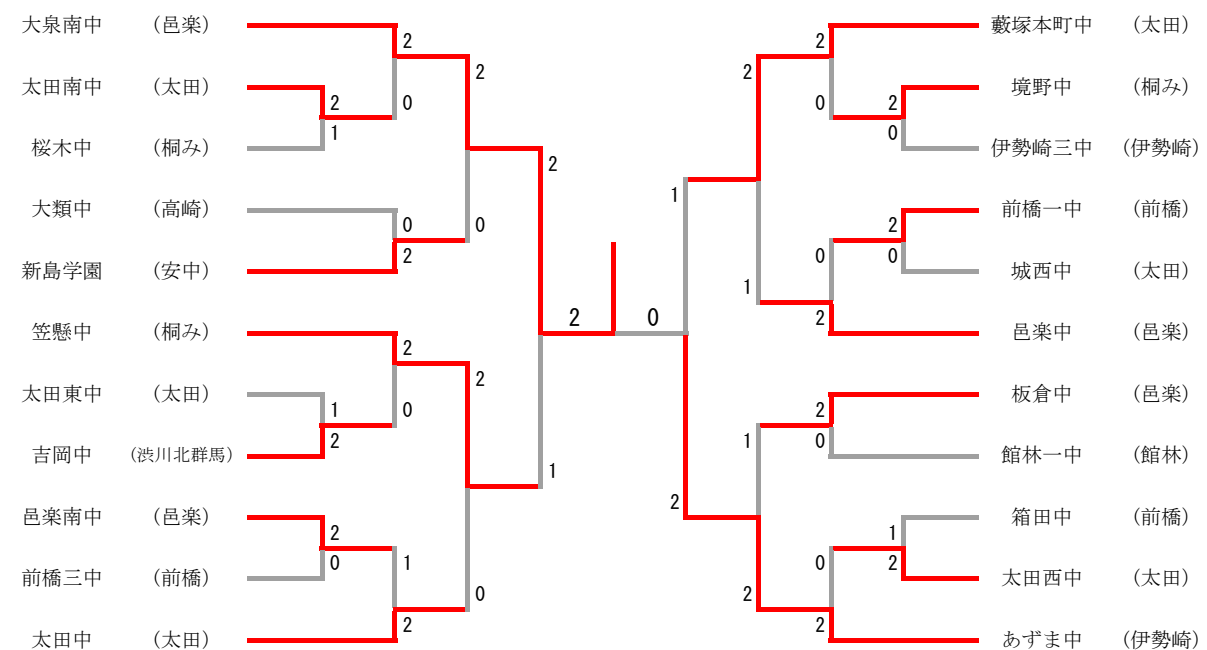 大泉南中 （邑楽）
太田南中 （太田）
桜木中 （桐み）
大類中 （高崎）
新島学園 （安中）
笠懸中 （桐み）
太田東中 （太田）
吉岡中 （渋川北群馬）
邑楽南中 （邑楽）
前橋三中 （前橋）
太田中 （太田）
2
0
2
1
0
2
2
0
1
2
2
0
1
2
2
0
2
0
2
1
2 0
1
2
2
1
1
2
2
0
0
2
2
0
0
2
2
0
2
0
1
2
藪塚本町中 （太田）
境野中 （桐み）
伊勢崎三中 （伊勢崎）
前橋一中 （前橋）
城西中 （太田）
邑楽中 （邑楽）
板倉中 （邑楽）
館林一中 （館林）
箱田中 （前橋）
太田西中 （太田）
あずま中 （伊勢崎）